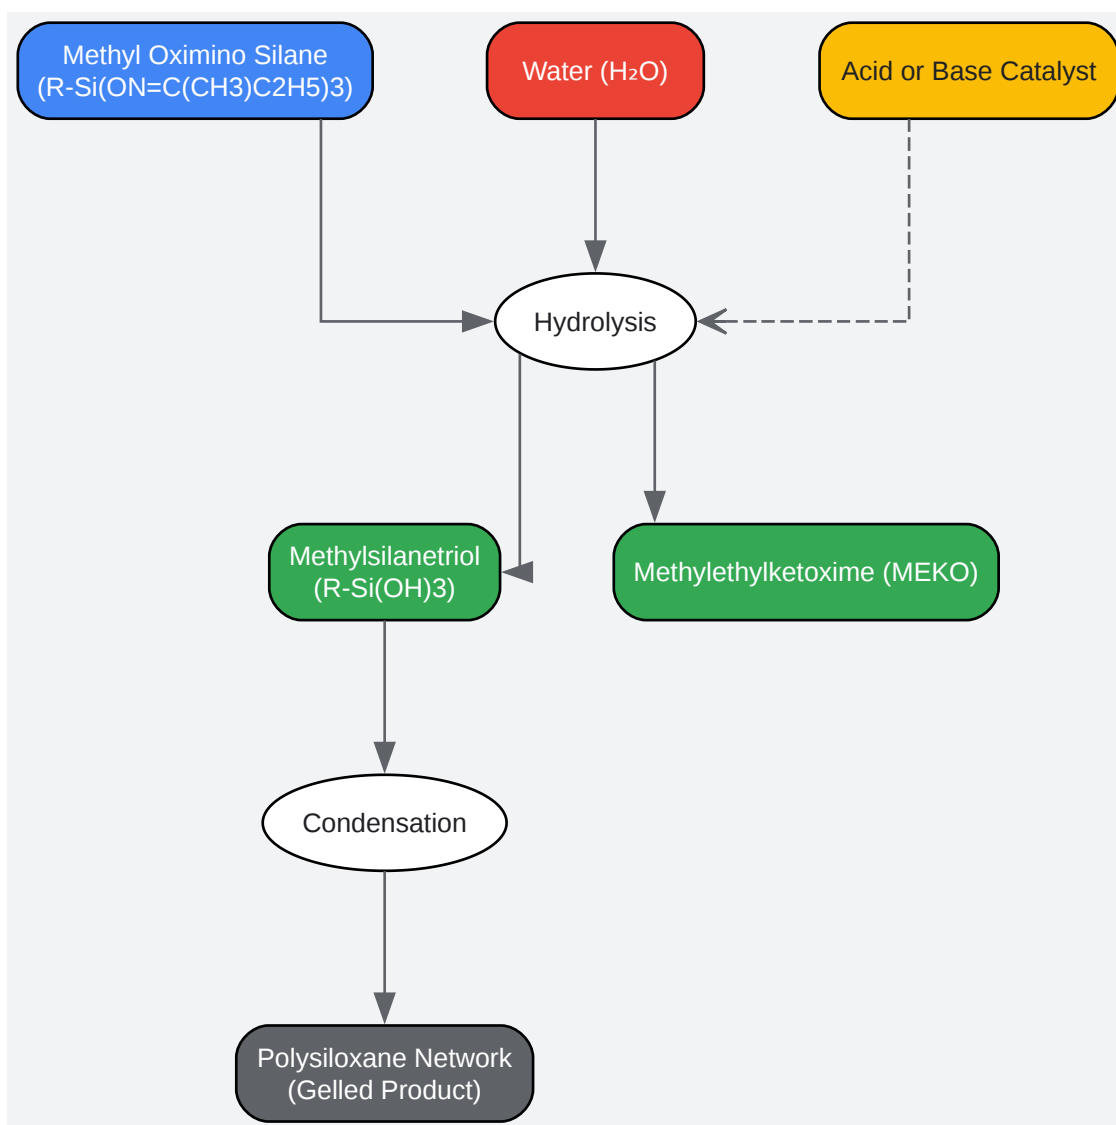 Methyl Oximino Silane
(R-Si(ON=C(CH3)C2H5)3)
Water (H₂O)
Acid or Base Catalyst
Hydrolysis
Methylsilanetriol
(R-Si(OH)3)
Methylethylketoxime (MEKO)
Condensation
Polysiloxane Network
(Gelled Product)